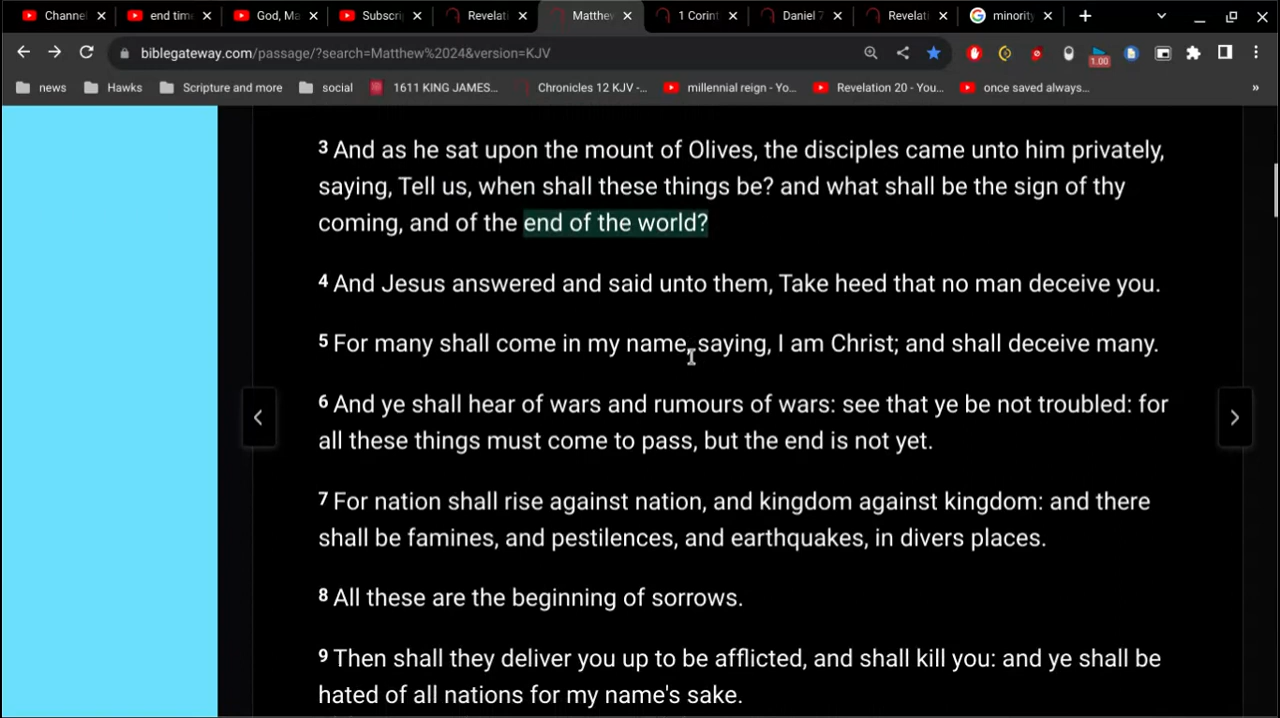 Channel
end time
God, Ma
Subscri
Revelati
Matthew
1 Corint
Daniel 7
Revelati
minority
biblegateway.com/passage/?search=Matthew%2024&version=KJV
1.00
news
Hawks
Scripture and more
social
1611 KING JAMES...
Chronicles 12 KJV -...
millennial reign - Yo...
Revelation 20 - You...
once saved always...
»
3 And as he sat upon the mount of Olives, the disciples came unto him privately,
saying, Tell us, when shall these things be? and what shall be the sign of thy
coming, and of the end of the world?
4 And Jesus answered and said unto them, Take heed that no man deceive you.
5 For many shall come in my name, saying, I am Christ; and shall deceive many.
6 And ye shall hear of wars and rumours of wars: see that ye be not troubled: for
all these things must come to pass, but the end is not yet.
7 For nation shall rise against nation, and kingdom against kingdom: and there
shall be famines, and pestilences, and earthquakes, in divers places.
8 All these are the beginning of sorrows.
9 Then shall they deliver you up to be afflicted, and shall kill you: and ye shall be
hated of all nations for my name's sake.